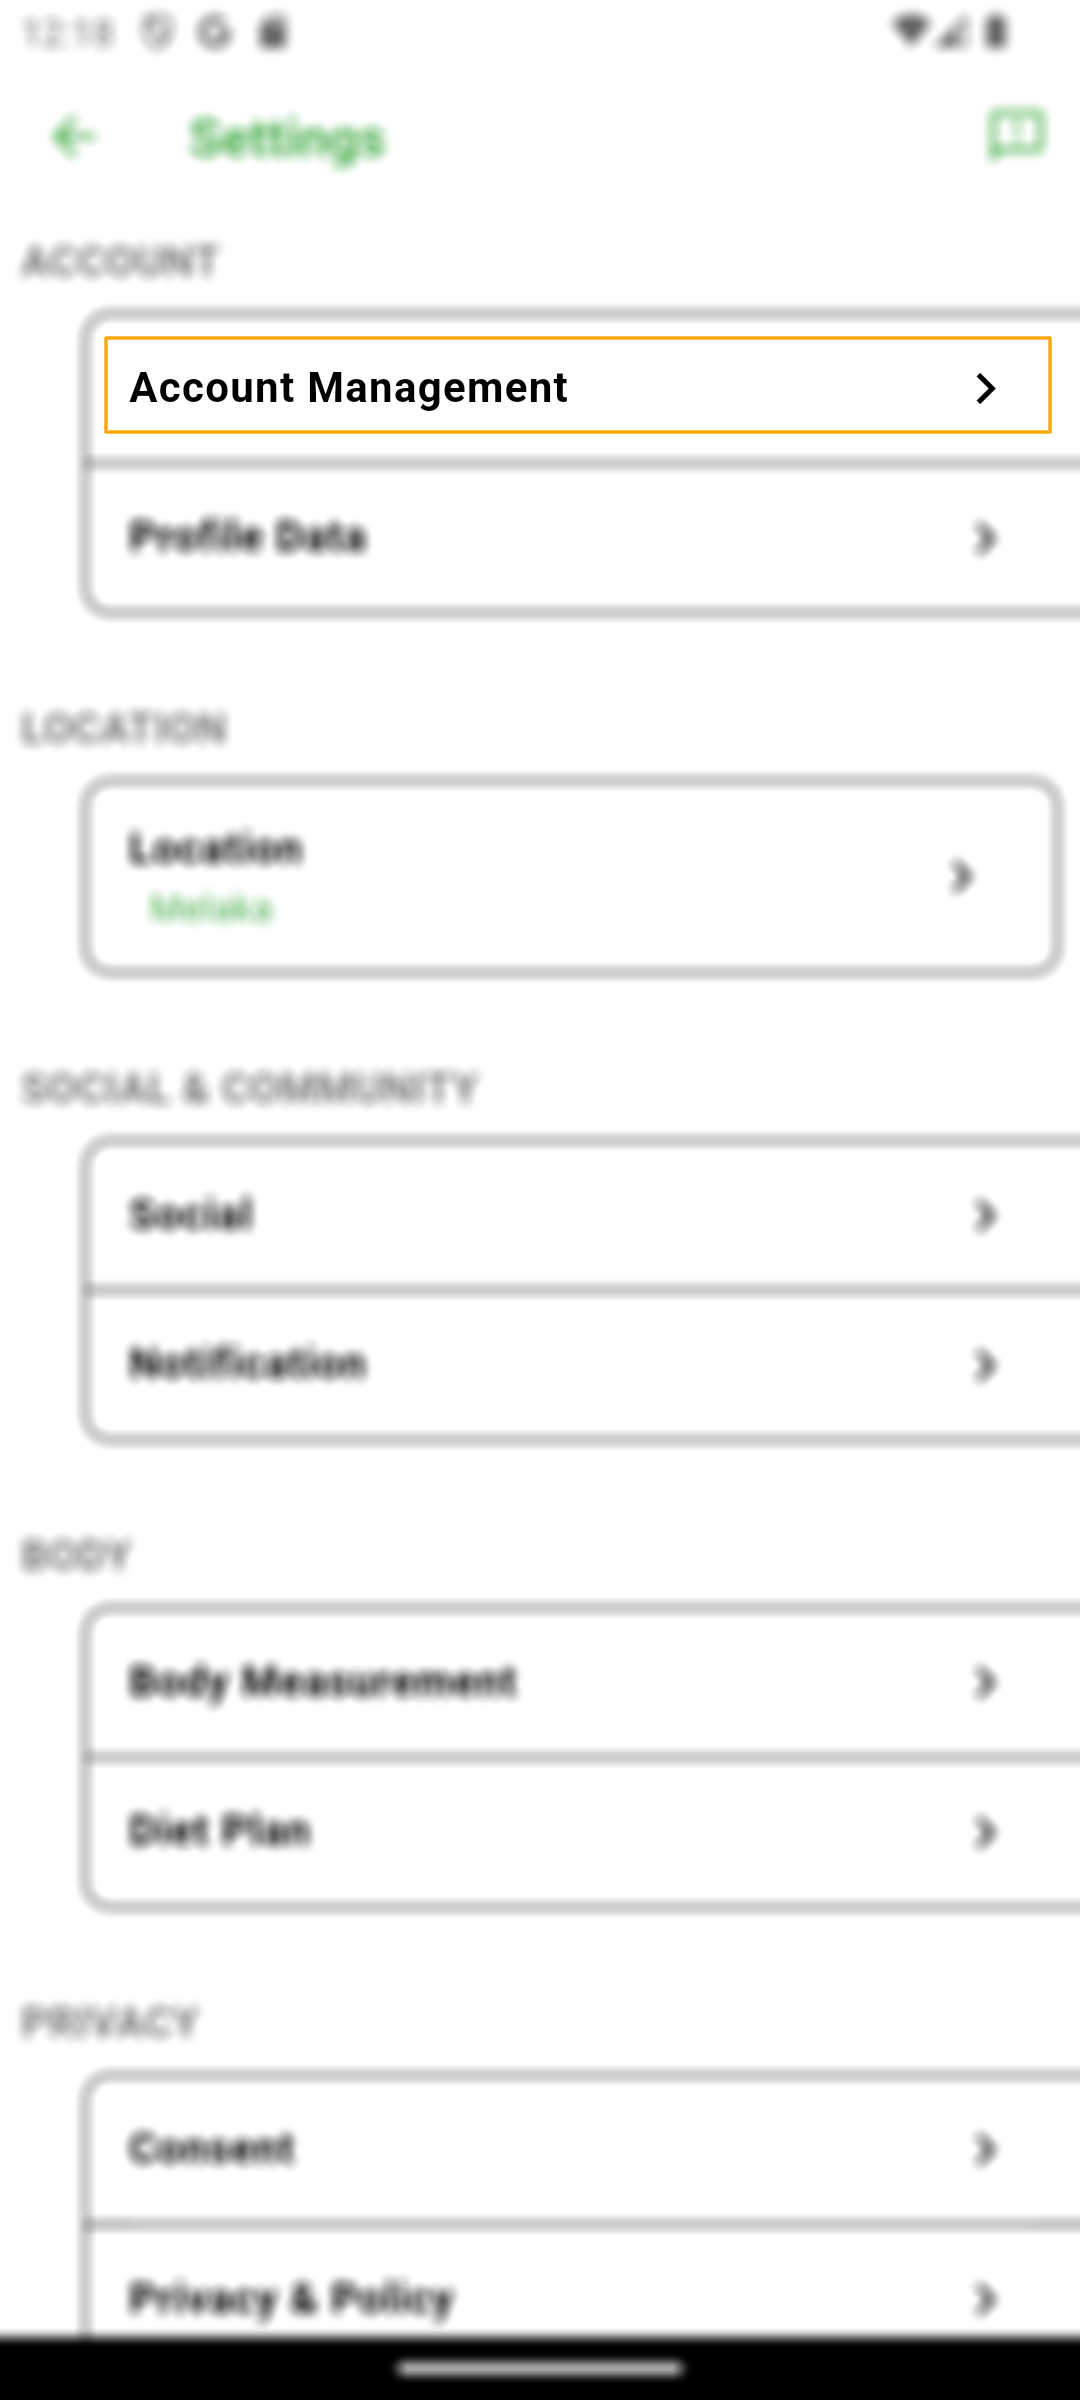 12:18
Settings
ACCOUNT
Account Management
Profile Data
LOCATION
Location
Melaka
SOCIAL & COMMUNITY
Social
Notification
BODY
Body Measurement
Diet Plan
PRIVACY
Consent
Privacy & Policy